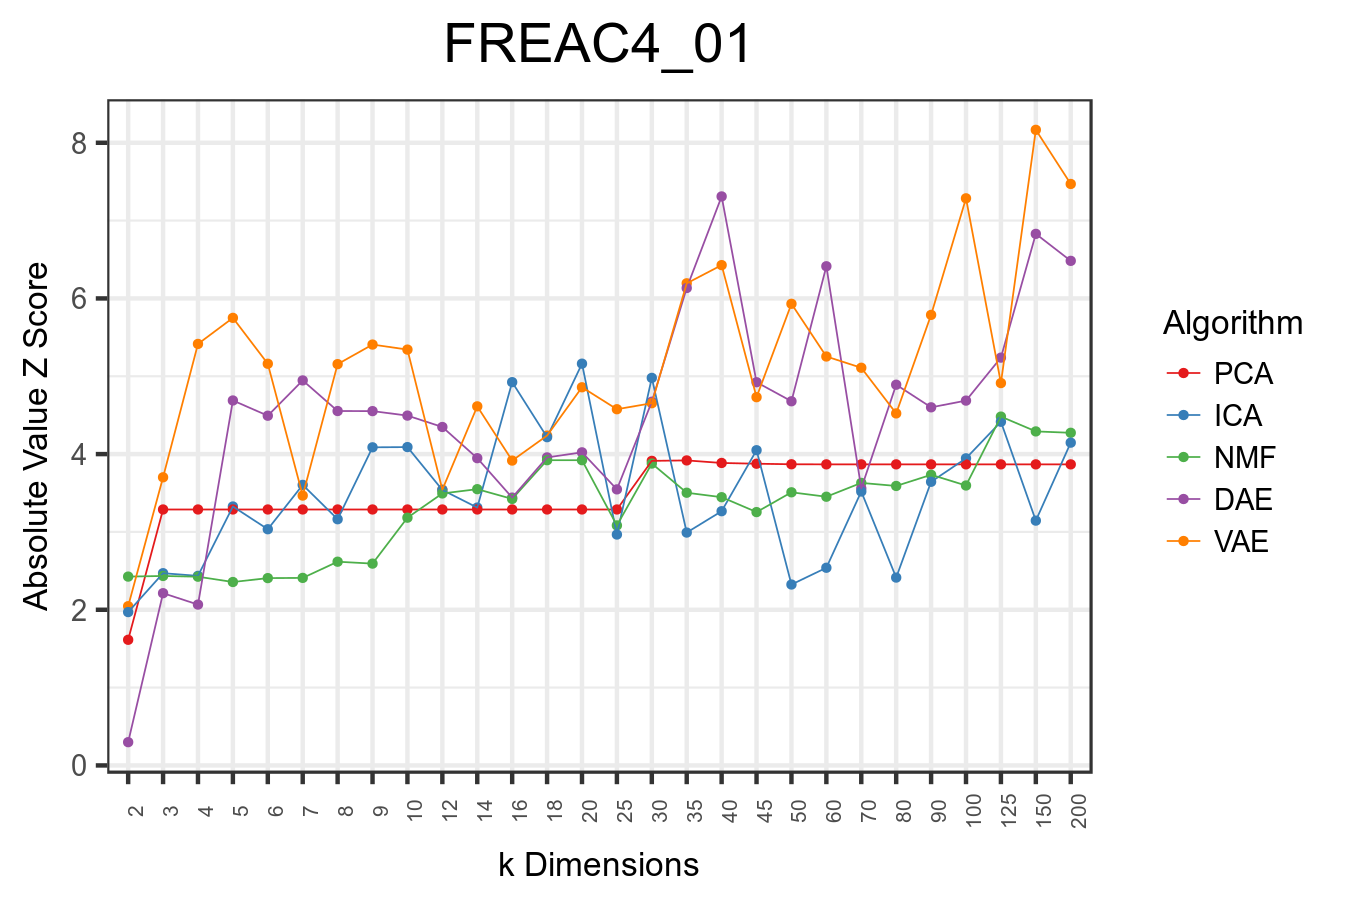 FREAC4_01
Absolute Value Z Score
8
6
4
2
0
2 3 4 5 6 7 8 9 10 12 14 16 18 20 25 30 35 40 45 50 60 70 80 90 100 125 150 200
k Dimensions
Algorithm
PCA
ICA
NMF
DAE
VAE